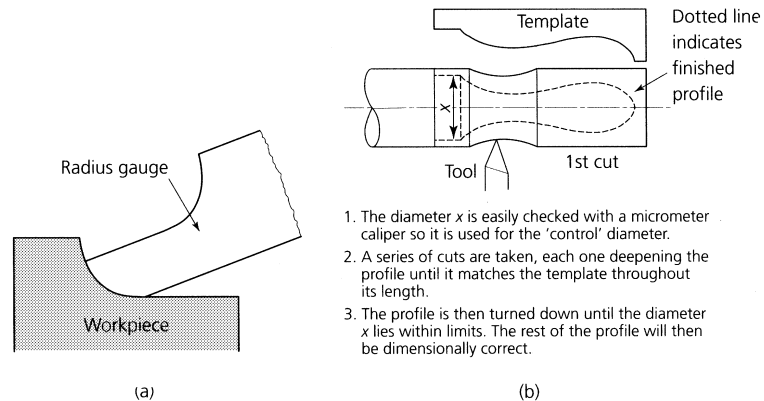 Radius gauge
Workpiece
(a)
Template
Dotted line
indicates
finished
profile
x
Tool
1st cut
1. The diameter x is easily checked with a micrometer
caliper so it is used for the ‘control’ diameter.
2. A series of cuts are taken, each one deepening the
profile until it matches the template throughout
its length.
3. The profile is then turned down until the diameter
x lies within limits. The rest of the profile will then
be dimensionally correct.
(b)